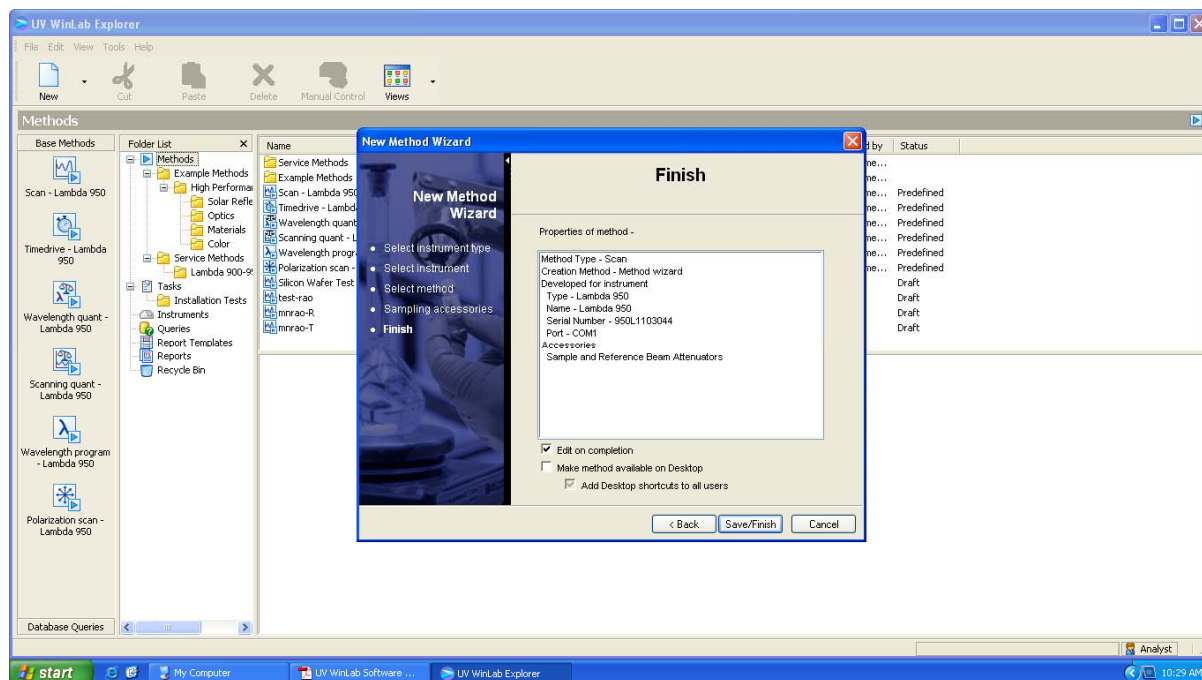 UV WinLab Explorer
File Edit View Tools Help
New Cut Paste Delete Manual Control Views
Methods
Base Methods
Scan - Lambda 950
Timedrive - Lambda
950
Wavelength quant -
Lambda 950
Scanning quant -
Lambda 950
Wavelength program
- Lambda 950
Polarization scan -
Lambda 950
Database Queries
Folder List
Methods
Example Methods
High Performa
Solar Refle
Optics
Materials
Color
Service Methods
Lambda 900-9
Tasks
Installation Tests
Instruments
Queries
Report Templates
Reports
Recycle Bin
Name
Service Methods
Example Methods
Scan - Lambda 950
Timedrive - Lambd
Wavelength quant
Scanning quant - L
Wavelength progr
Polarization scan -
Silicon Wafer Test
test-rao
mnrao-R
mnrao-T
d by Status
me...
me...
me... Predefined
me... Predefined
me... Predefined
me... Predefined
me... Predefined
me... Predefined
Draft
Draft
Draft
Draft
New Method Wizard
New Method
Wizard
• Select instrument type
• Select instrument
• Select method
• Sampling accessories
• Finish
Finish
Properties of method -
Method Type - Scan
Creation Method - Method wizard
Developed for instrument
Type - Lambda 950
Name - Lambda 950
Serial Number - 950L1103044
Port - COM1
Accessories
Sample and Reference Beam Attenuators
Edit on completion
Make method available on Desktop
Add Desktop shortcuts to all users
< Back Save/Finish Cancel
Analyst
start My Computer UV WinLab Software ... UV WinLab Explorer 10:29 AM